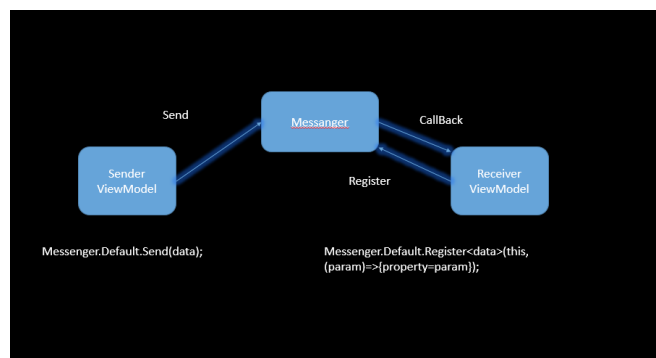 Send
Messanger
CallBack
Sender
ViewModel
Register
Receiver
ViewModel
Messenger.Default.Send(data);
Messenger.Default.Register<data>(this,
(param)=>{property=param});